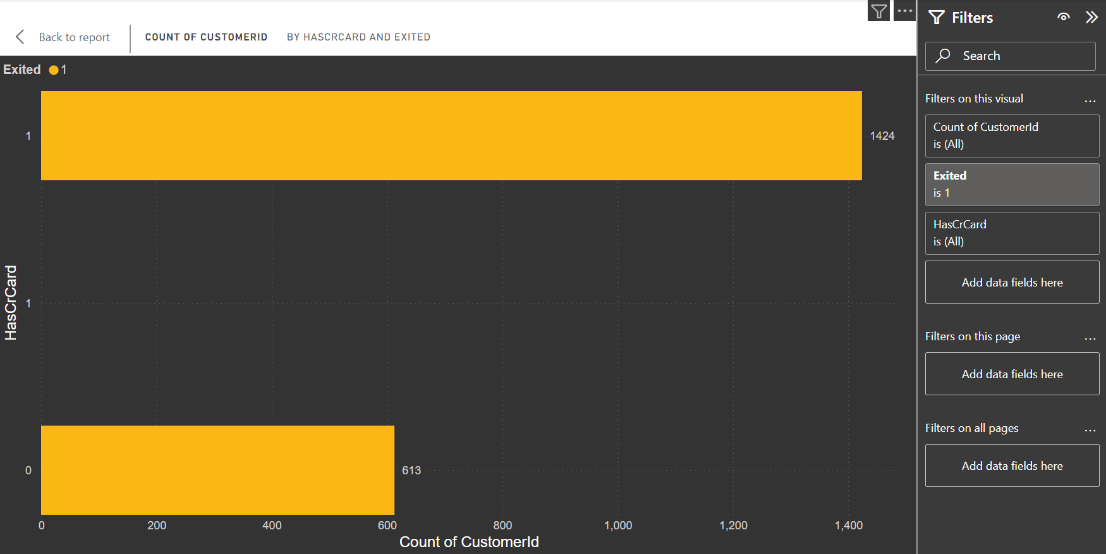 Back to report
COUNT OF CUSTOMERID BY HASCRCARD AND EXITED
Exited 1
1
1424
HasCrCard
1
0
613
0 200 400 600 800 1,000 1,200 1,400
Count of CustomerId
Filters
Search
Filters on this visual ...
Count of CustomerId
is (All)
Exited
is 1
HasCrCard
is (All)
Add data fields here
Filters on this page ...
Add data fields here
Filters on all pages ...
Add data fields here